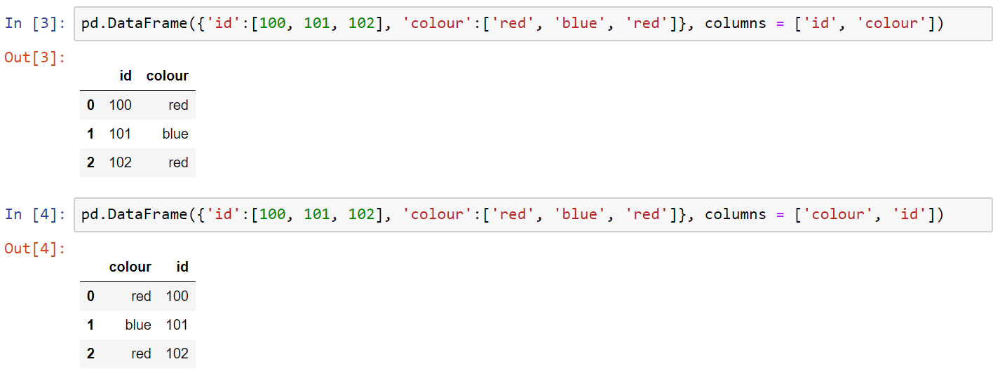 In [3]: pd.DataFrame({'id':[100, 101, 102], 'colour':['red', 'blue', 'red']}, columns = ['id', 'colour'])
Out[3]:
id colour
0 100 red
1 101 blue
2 102 red
In [4]: pd.DataFrame({'id':[100, 101, 102], 'colour':['red', 'blue', 'red']}, columns = ['colour', 'id'])
Out[4]:
colour id
0 red 100
1 blue 101
2 red 102